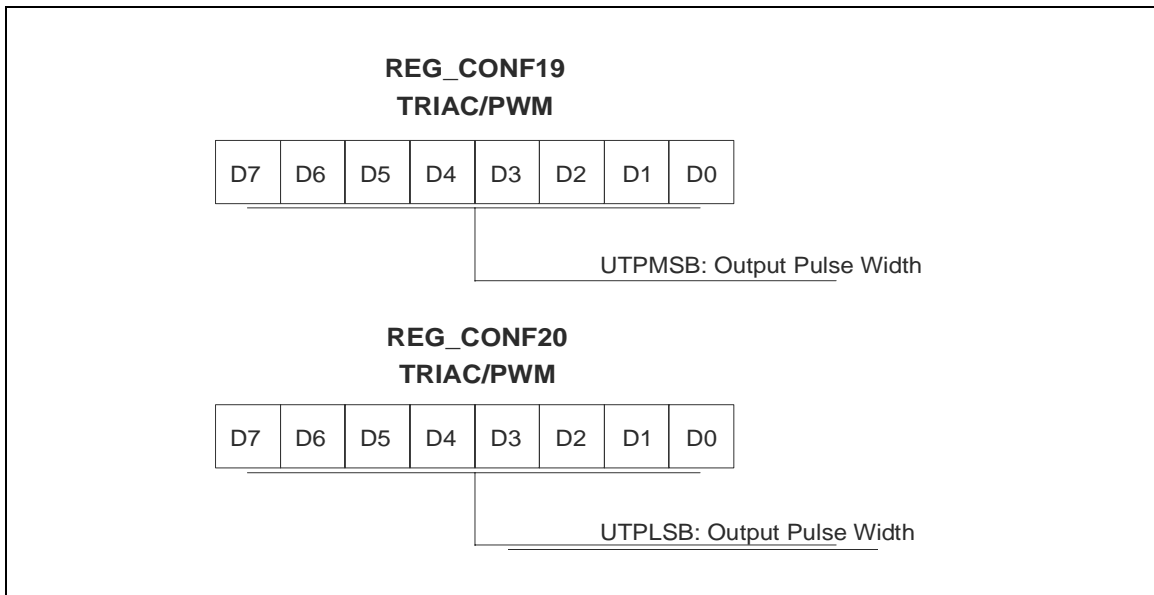 REG_CONF19
TRIAC/PWM
D7 D6 D5 D4 D3 D2 D1 D0
UTPMSB: Output Pulse Width
REG_CONF20
TRIAC/PWM
D7 D6 D5 D4 D3 D2 D1 D0
UTPLSB: Output Pulse Width